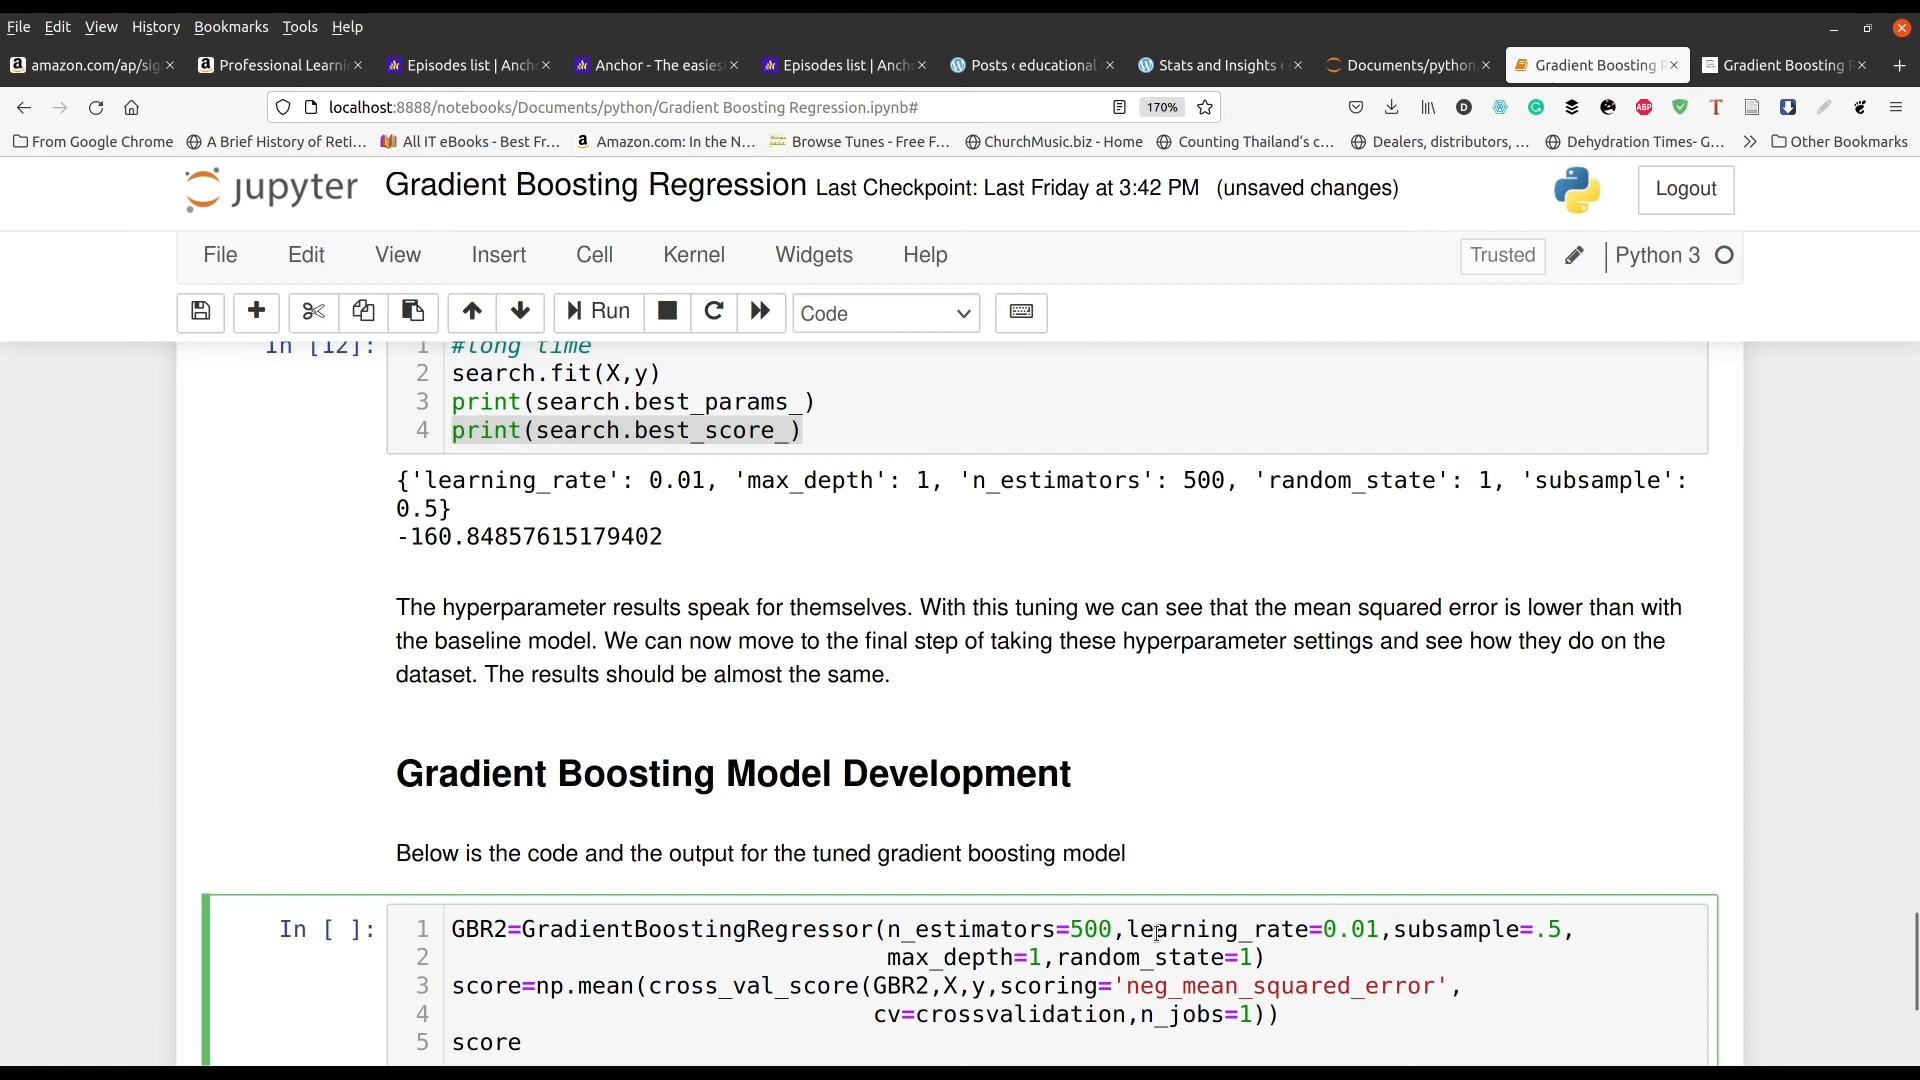 File Edit View History Bookmarks Tools Help
amazon.com/ap/sig Professional Learni Episodes list | Anch Anchor - The easies Episodes list | Anch Posts ‹ educational Stats and Insights ‹ Documents/python, Gradient Boosting R Gradient Boosting R
localhost:8888/notebooks/Documents/python/Gradient Boosting Regression.ipynb# 170%
From Google Chrome A Brief History of Reti... All IT eBooks - Best Fr... Amazon.com: In the N... Browse Tunes - Free F... ChurchMusic.biz - Home Counting Thailand's c... Dealers, distributors, ... Dehydration Times- G... Other Bookmarks
jupyter Gradient Boosting Regression Last Checkpoint: Last Friday at 3:42 PM (unsaved changes) Logout
File Edit View Insert Cell Kernel Widgets Help Trusted Python 3
Run Code
In [12]: 1 #long time
2 search.fit(X,y)
3 print(search.best_params_)
4 print(search.best_score_)
{'learning_rate': 0.01, 'max_depth': 1, 'n_estimators': 500, 'random_state': 1, 'subsample':
0.5}
-160.84857615179402
The hyperparameter results speak for themselves. With this tuning we can see that the mean squared error is lower than with
the baseline model. We can now move to the final step of taking these hyperparameter settings and see how they do on the
dataset. The results should be almost the same.
Gradient Boosting Model Development
Below is the code and the output for the tuned gradient boosting model
In [ ]: 1 GBR2=GradientBoostingRegressor(n_estimators=500,learning_rate=0.01,subsample=.5,
2 max_depth=1,random_state=1)
3 score=np.mean(cross_val_score(GBR2,X,y,scoring='neg_mean_squared_error',
4 cv=crossvalidation,n_jobs=1))
5 score